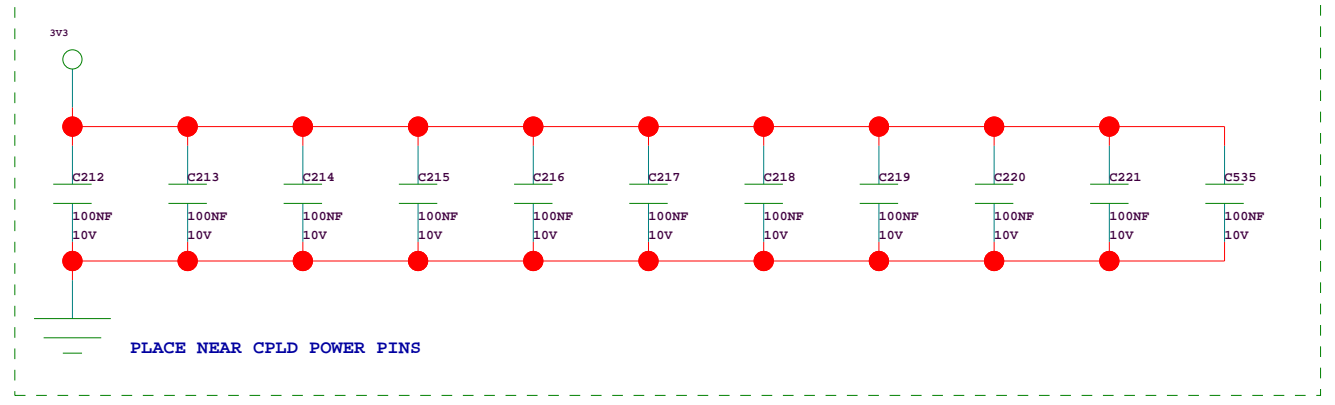 3V3
C212 C213 C214 C215 C216 C217 C218 C219 C220 C221 C535
100NF 100NF 100NF 100NF 100NF 100NF 100NF 100NF 100NF 100NF 100NF
10V 10V 10V 10V 10V 10V 10V 10V 10V 10V 10V
PLACE NEAR CPLD POWER PINS